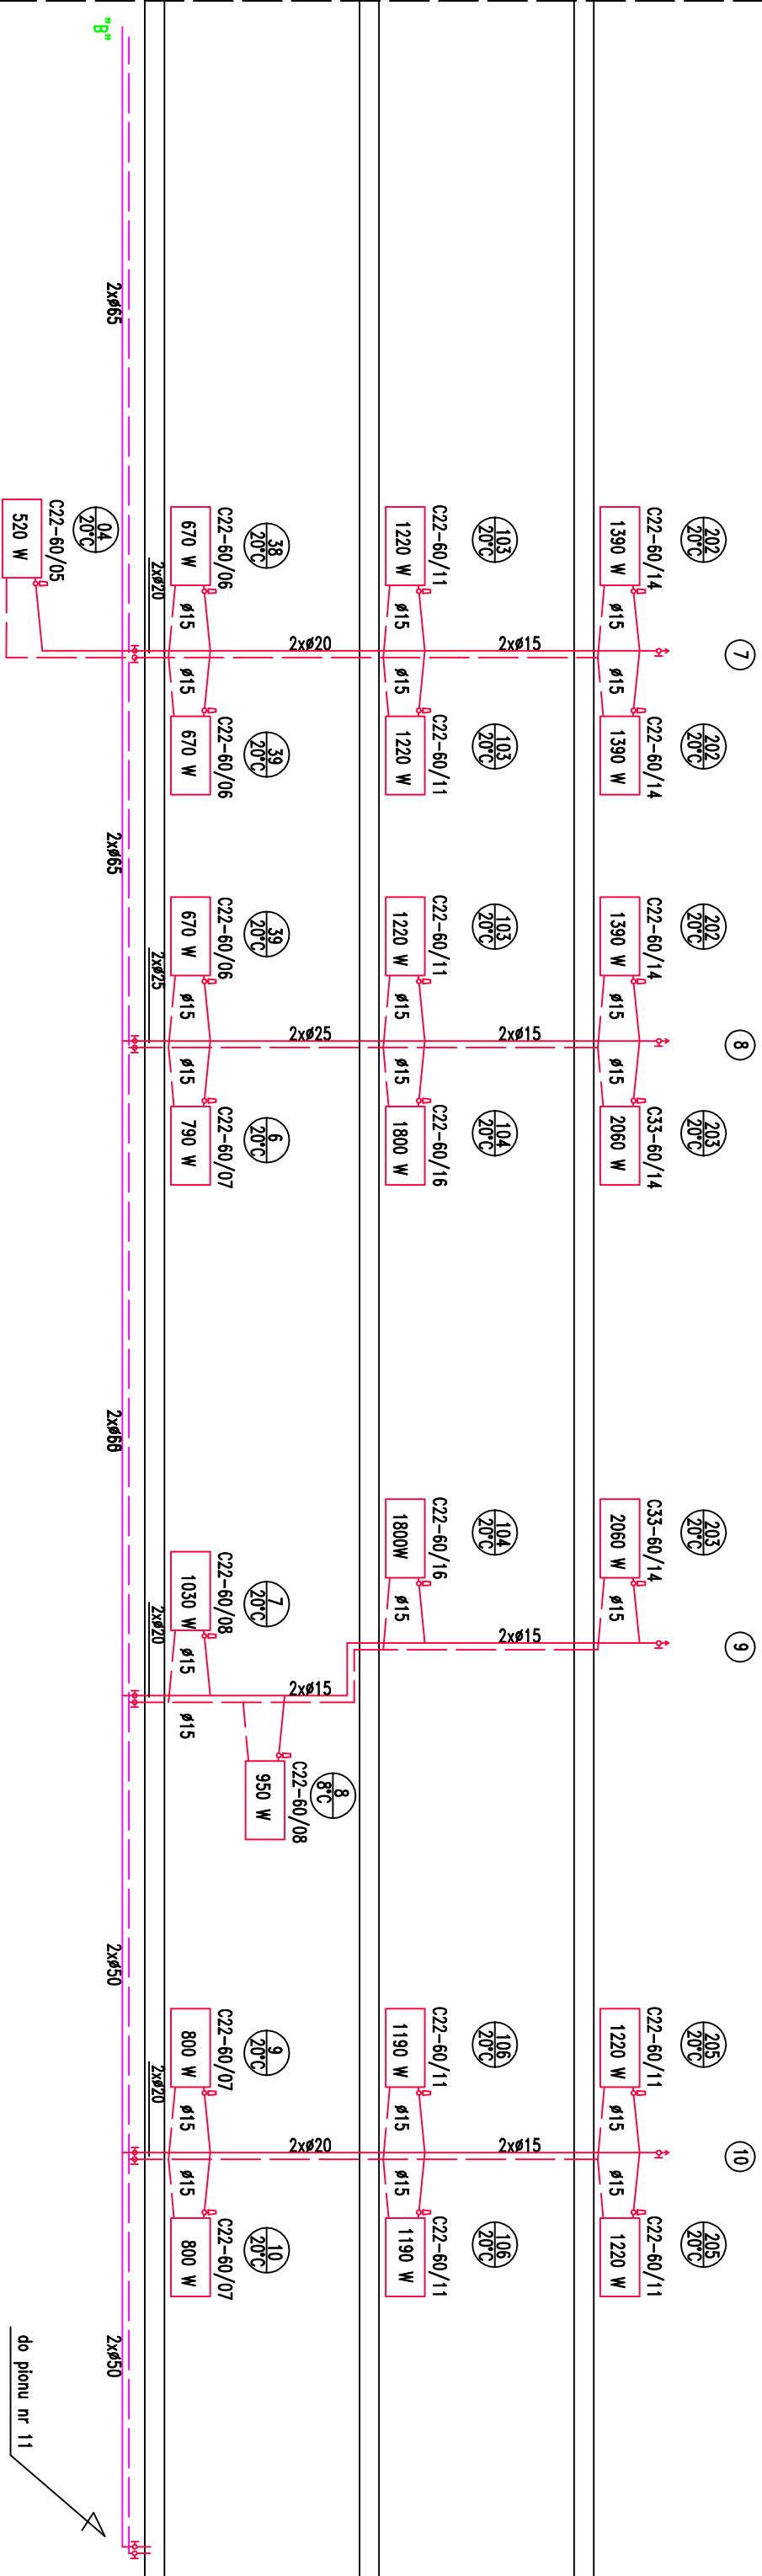 7
8
9
10
202
20°C
202
20°C
202
20°C
203
20°C
203
20°C
205
20°C
205
20°C
C22-60/14
C22-60/14
C22-60/14
C33-60/14
C33-60/14
C22-60/11
C22-60/11
1390 W
ø15
ø15
1390 W
1390 W
ø15
ø15
2060 W
2060 W
ø15
1220 W
ø15
ø15
1220 W
2xø15
2xø15
2xø15
2xø15
103
20°C
103
20°C
103
20°C
104
20°C
104
20°C
106
20°C
106
20°C
C22-60/11
C22-60/11
C22-60/11
C22-60/16
C22-60/16
C22-60/11
C22-60/11
1220 W
ø15
ø15
1220 W
1220 W
ø15
ø15
1800 W
1800W
ø15
1190 W
ø15
ø15
1190 W
2xø20
2xø25
2xø15
2xø20
8
8°C
C22-60/08
950 W
38
20°C
39
20°C
39
20°C
6
20°C
7
20°C
9
20°C
10
20°C
C22-60/06
C22-60/06
C22-60/06
C22-60/07
C22-60/08
C22-60/07
C22-60/07
670 W
ø15
ø15
670 W
670 W
ø15
ø15
790 W
1030 W
ø15
ø15
800 W
ø15
ø15
800 W
2xø20
2xø25
2xø20
2xø20
"B"
2xø65
2xø65
2xø50
2xø50
04
20°C
C22-60/05
520 W
do pionu nr 11